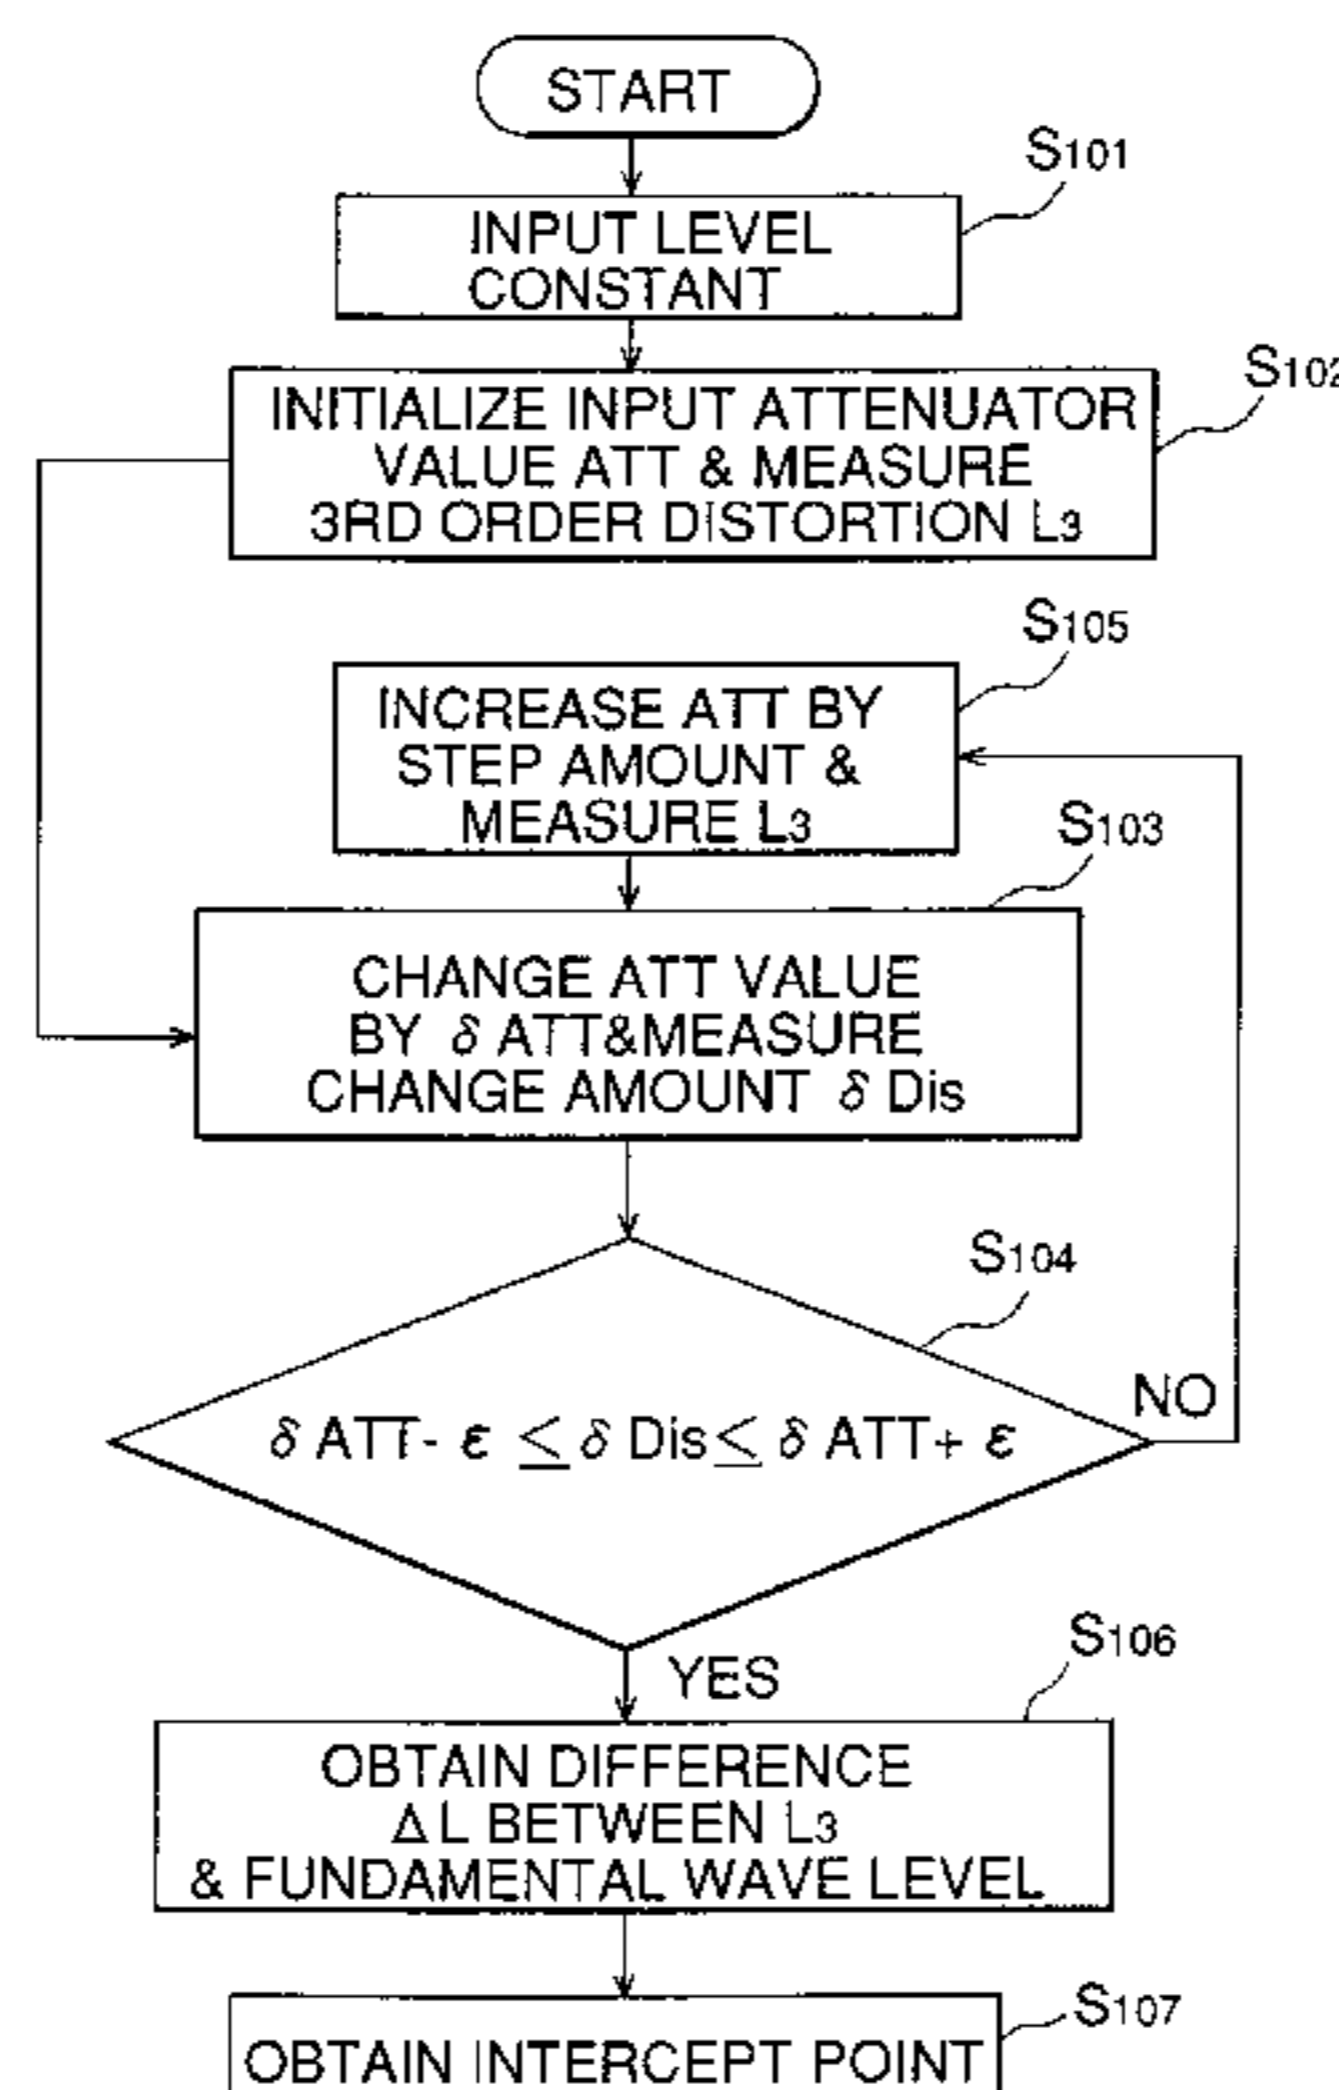 START
S101
INPUT LEVEL
CONSTANT
S102
INITIALIZE INPUT ATTENUATOR
VALUE ATT & MEASURE
3RD ORDER DISTORTION L3
S105
INCREASE ATT BY
STEP AMOUNT &
MEASURE L3
S103
CHANGE ATT VALUE
BY δ ATT&MEASURE
CHANGE AMOUNT δ Dis
S104
δ ATT- ε ≤ δ Dis ≤ δ ATT+ ε
NO
YES
S106
OBTAIN DIFFERENCE
ΔL BETWEEN L3
& FUNDAMENTAL WAVE LEVEL
S107
OBTAIN INTERCEPT POINT